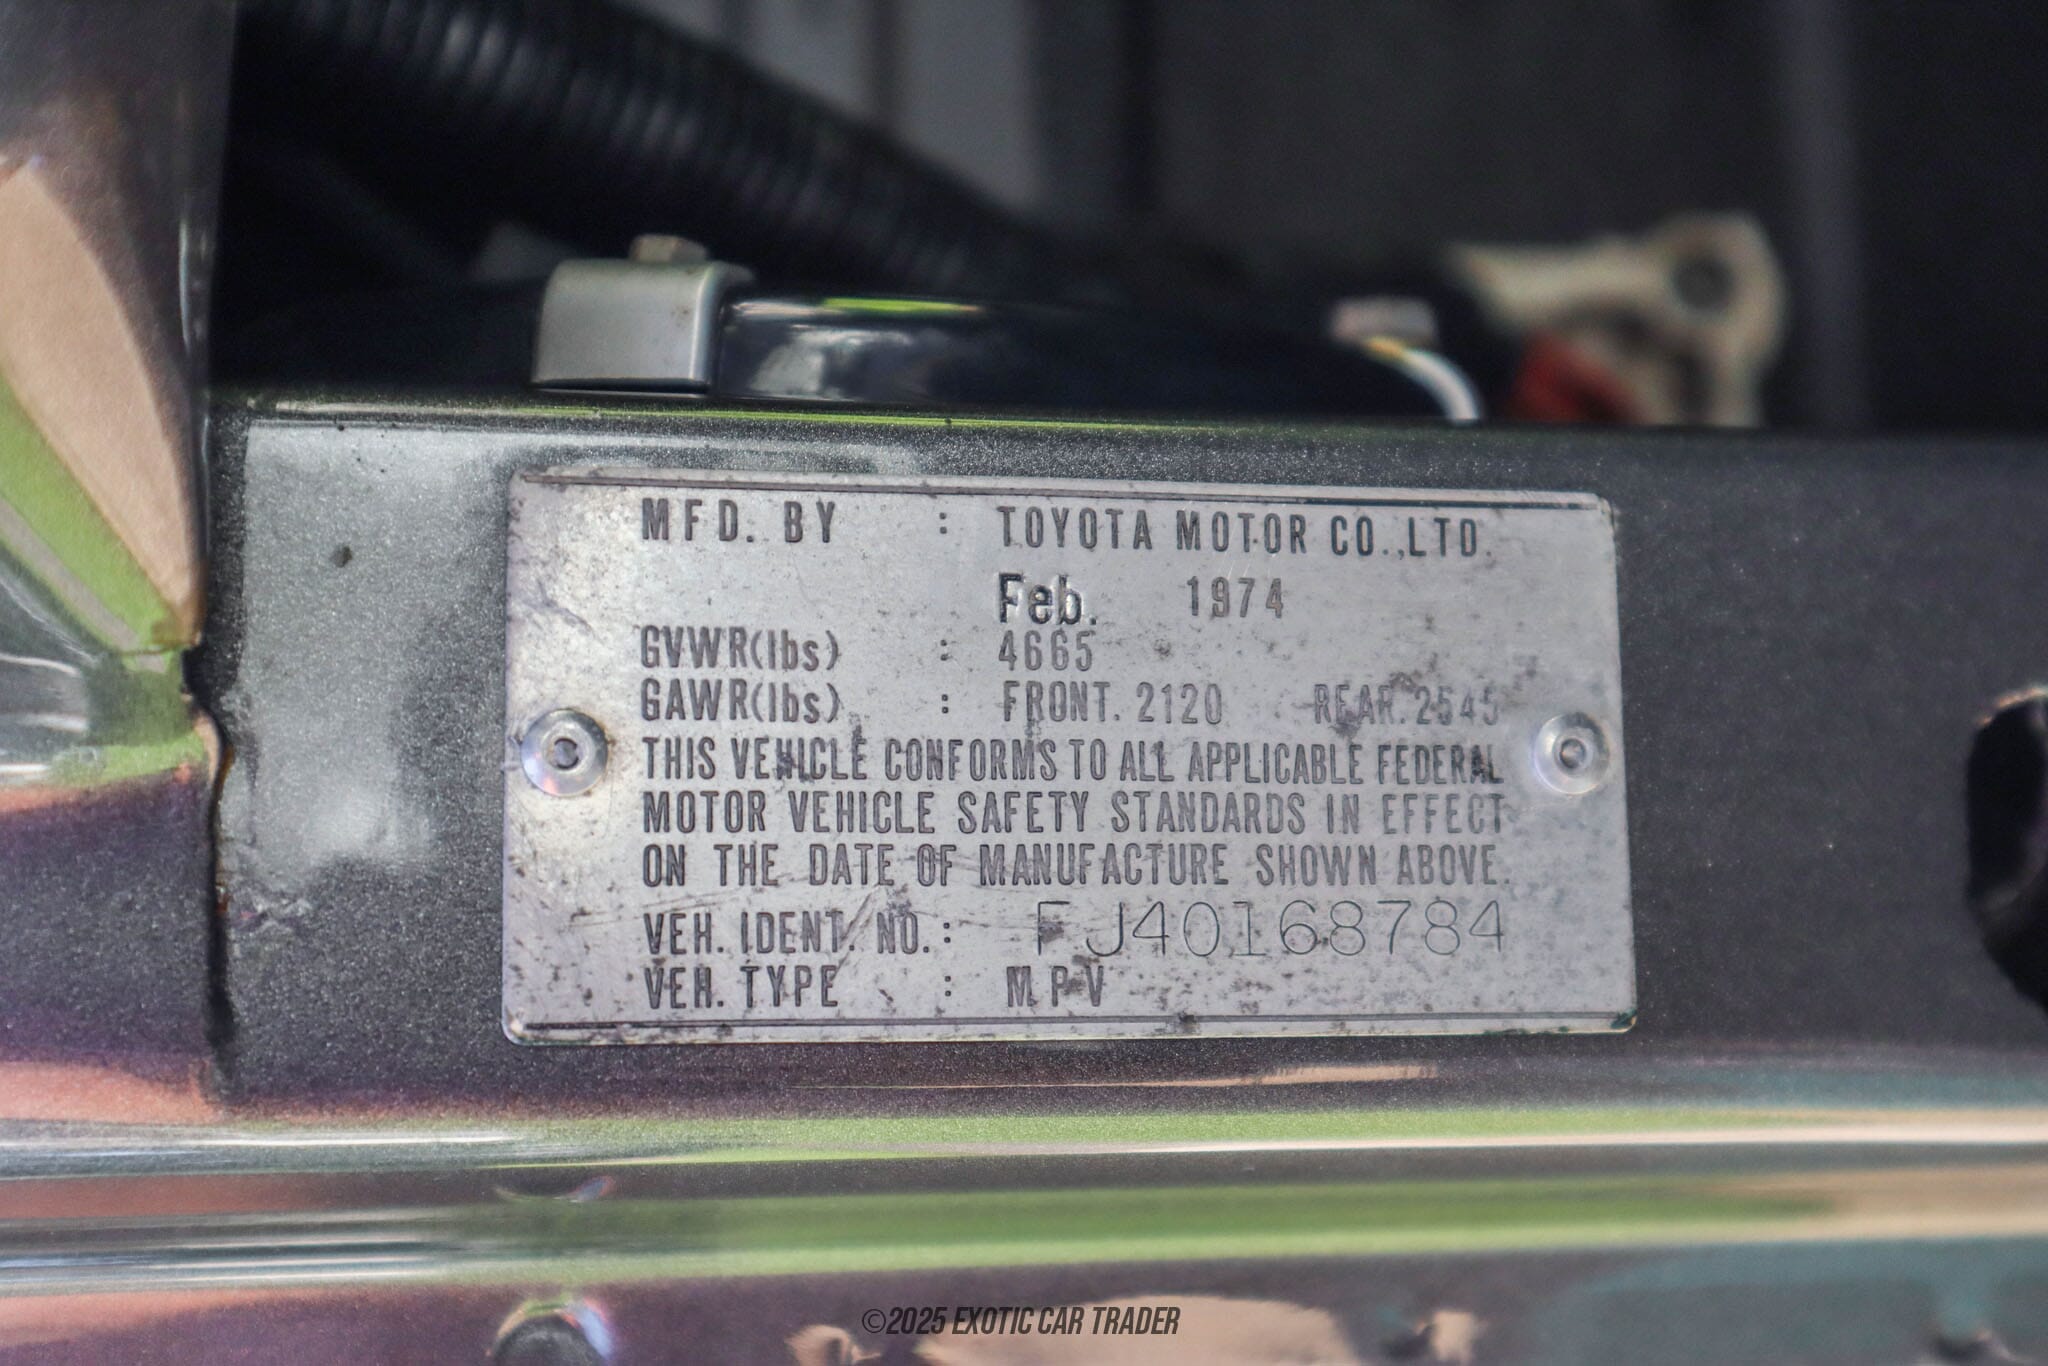 MFD. BY : TOYOTA MOTOR CO.,LTD.
Feb. 1974
GVWR(lbs) : 4665
GAWR(lbs) : FRONT. 2120 REAR. 2545
THIS VEHICLE CONFORMS TO ALL APPLICABLE FEDERAL
MOTOR VEHICLE SAFETY STANDARDS IN EFFECT
ON THE DATE OF MANUFACTURE SHOWN ABOVE.
VEH. IDENT. NO.: FJ40168784
VEH. TYPE : MPV
©2025 EXOTIC CAR TRADER